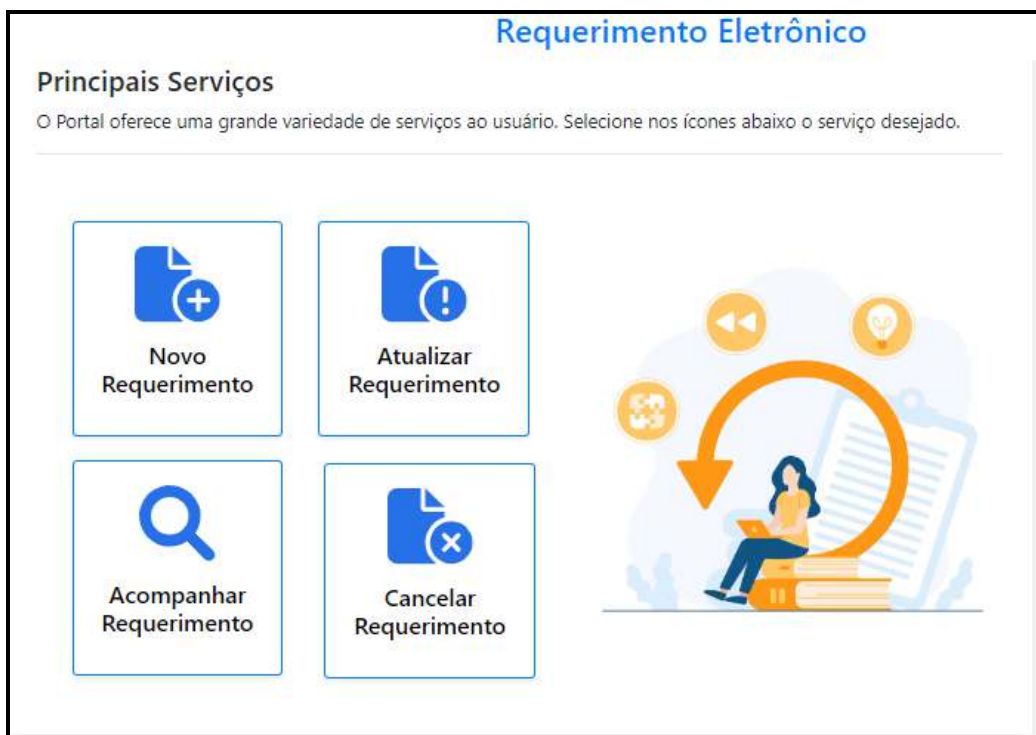 Requerimento Eletrônico
Principais Serviços
O Portal oferece uma grande variedade de serviços ao usuário. Selecione nos ícones abaixo o serviço desejado.
Novo
Requerimento
Atualizar
Requerimento
Acompanhar
Requerimento
Cancelar
Requerimento